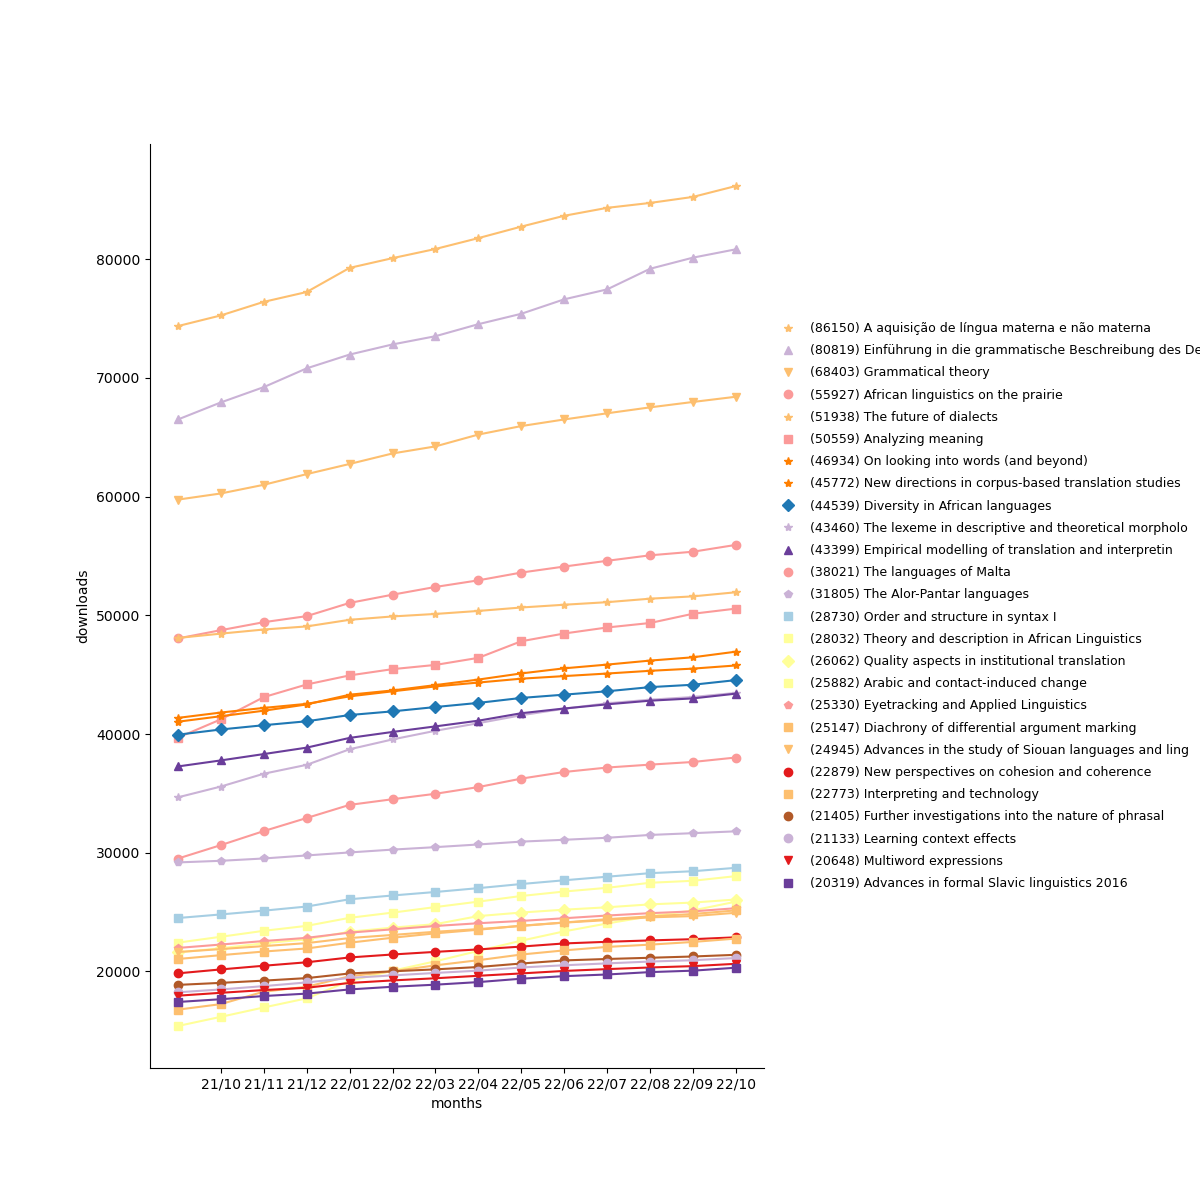 80000
70000
60000
50000
40000
30000
20000
downloads
21/10 21/11 21/12 22/01 22/02 22/03 22/04 22/05 22/06 22/07 22/08 22/09 22/10
months
(86150) A aquisição de língua materna e não materna
(80819) Einführung in die grammatische Beschreibung des De
(68403) Grammatical theory
(55927) African linguistics on the prairie
(51938) The future of dialects
(50559) Analyzing meaning
(46934) On looking into words (and beyond)
(45772) New directions in corpus-based translation studies
(44539) Diversity in African languages
(43460) The lexeme in descriptive and theoretical morpholo
(43399) Empirical modelling of translation and interpretin
(38021) The languages of Malta
(31805) The Alor-Pantar languages
(28730) Order and structure in syntax I
(28032) Theory and description in African Linguistics
(26062) Quality aspects in institutional translation
(25882) Arabic and contact-induced change
(25330) Eyetracking and Applied Linguistics
(25147) Diachrony of differential argument marking
(24945) Advances in the study of Siouan languages and ling
(22879) New perspectives on cohesion and coherence
(22773) Interpreting and technology
(21405) Further investigations into the nature of phrasal
(21133) Learning context effects
(20648) Multiword expressions
(20319) Advances in formal Slavic linguistics 2016